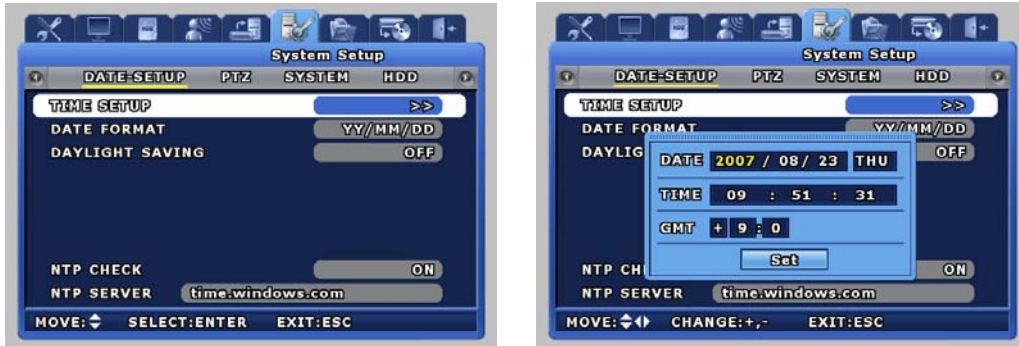 System Setup
DATE-SETUP PTZ SYSTEM HDD
TIME SETUP >>
DATE FORMAT YY/MM/DD
DAYLIGHT SAVING OFF
NTP CHECK ON
NTP SERVER time.windows.com
MOVE: SELECT:ENTER EXIT:ESC
System Setup
DATE-SETUP PTZ SYSTEM HDD
TIME SETUP >>
DATE FORMAT YY/MM/DD
DAYLIG OFF
DATE 2007 / 08 / 23 THU
TIME 09 : 51 : 31
GMT + 9 : 0
Set
NTP CH ON
NTP SERVER time.windows.com
MOVE: CHANGE:+,- EXIT:ESC